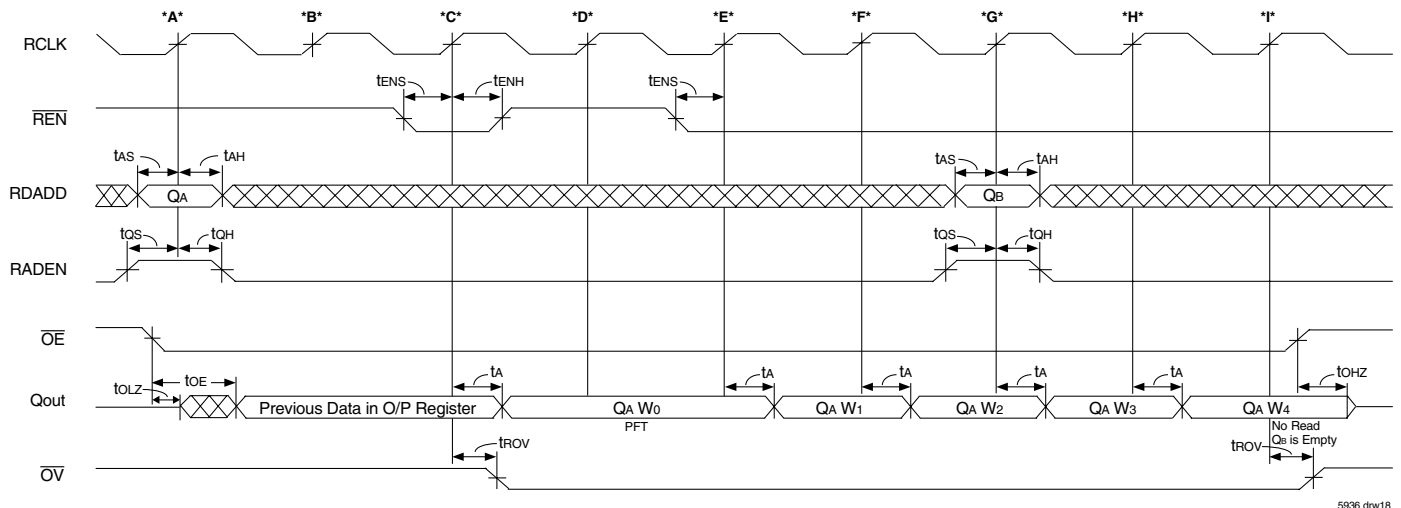 *A* *B* *C* *D* *E* *F* *G* *H* *I*
RCLK
tENS tENH tENS
REN
tAS tAH tAS tAH
RDADD QA QB
tQS tQH tQS tQH
RADEN
OE
tOLZ tOE tA tA tA tA tA tOHZ
Qout Previous Data in O/P Register QA W0 QA W1 QA W2 QA W3 QA W4
PFT
No Read
QB is Empty
tROV tROV
OV
5936 drw18